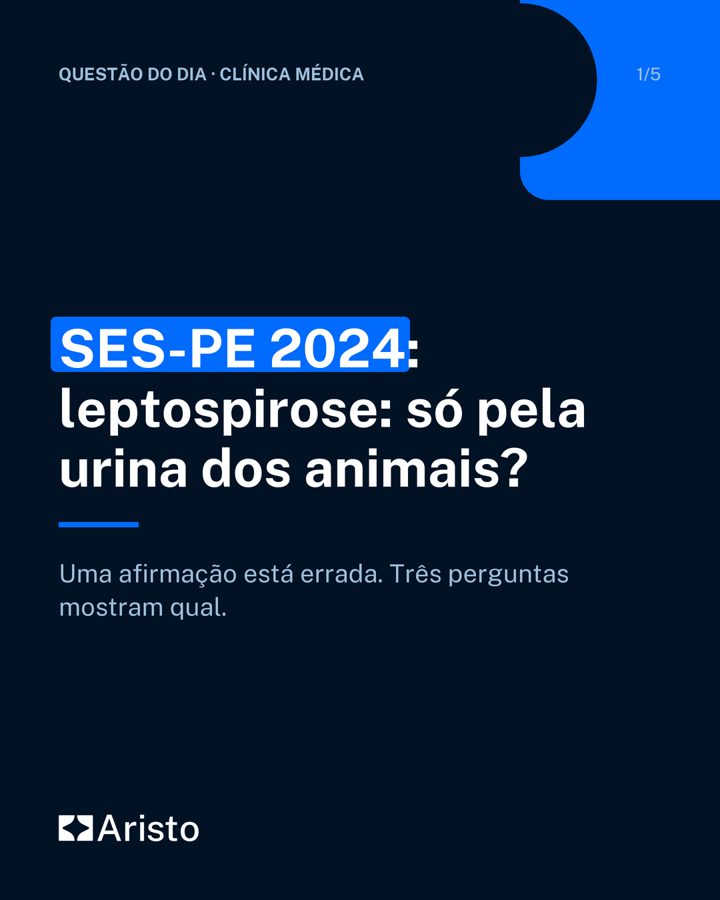 QUESTÃO DO DIA · CLÍNICA MÉDICA
1/5
SES-PE 2024:
leptospirose: só pela
urina dos animais?
Uma afirmação está errada. Três perguntas
mostram qual.
Aristo